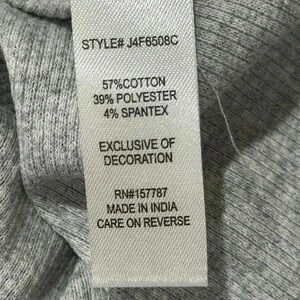 STYLE# J4F6508C
57%COTTON
39% POLYESTER
4% SPANTEX
EXCLUSIVE OF
DECORATION
RN#157787
MADE IN INDIA
CARE ON REVERSE